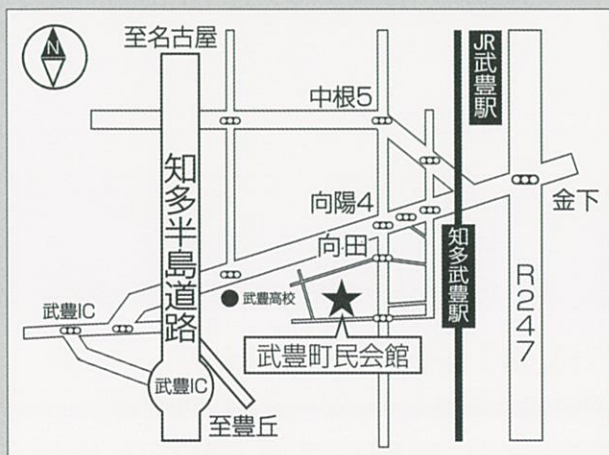 N
至名古屋
JR武豊駅
中根5
知多半島道路
向陽4
金下
向田
知多武豊駅
武豊高校
R247
武豊IC
武豊IC
武豊町民会館
至豊丘